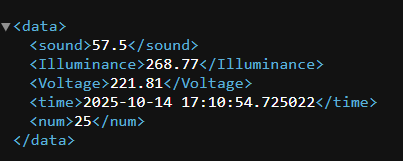 <data>
<sound>57.5</sound>
<Illuminance>268.77</Illuminance>
<Voltage>221.81</Voltage>
<time>2025-10-14 17:10:54.725022</time>
<num>25</num>
</data>